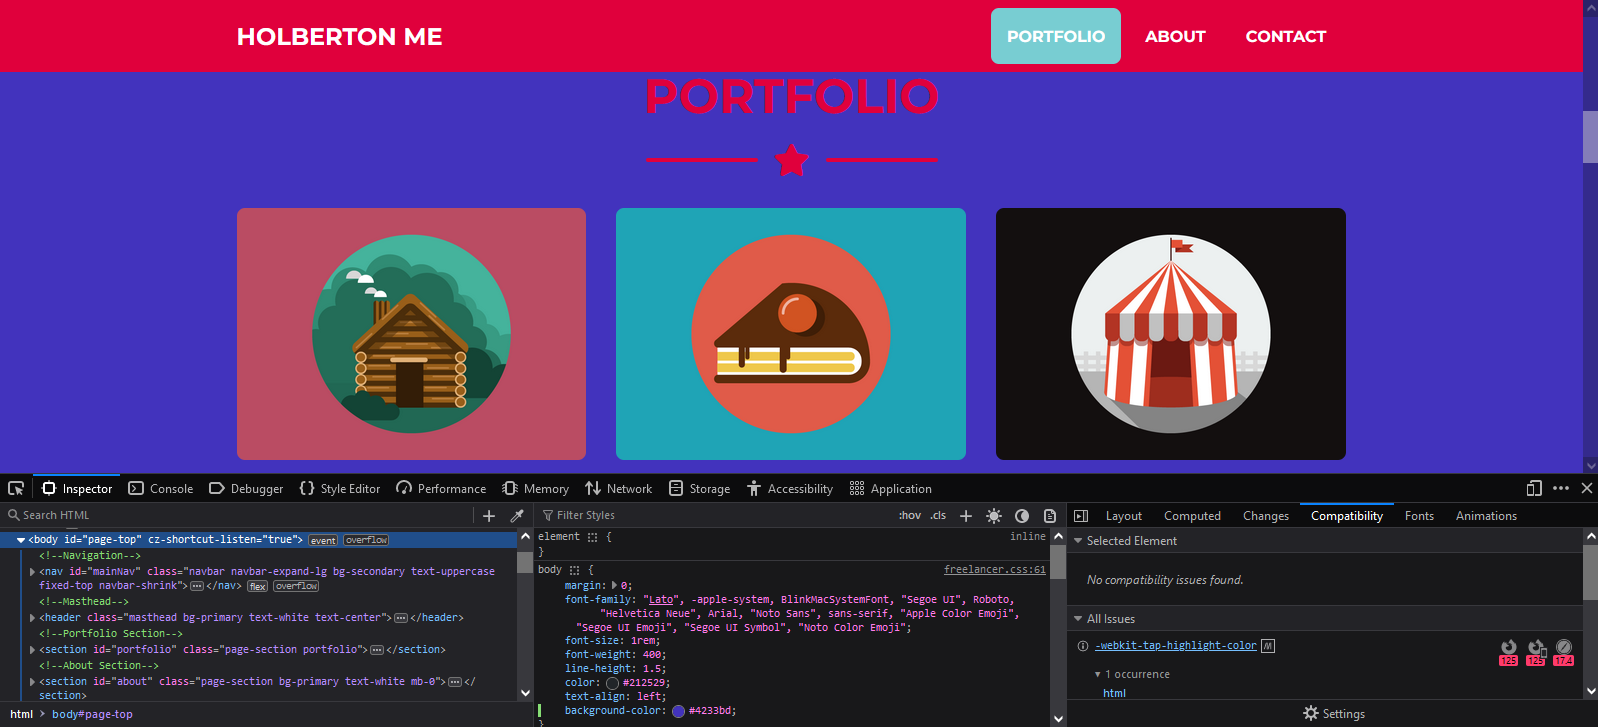 HOLBERTON ME
PORTFOLIO ABOUT CONTACT
PORTFOLIO
Inspector Console Debugger Style Editor Performance Memory Network Storage Accessibility Application
Search HTML
<body id="page-top" cz-shortcut-listen="true"> event overflow
<!--Navigation-->
<nav id="mainNav" class="navbar navbar-expand-lg bg-secondary text-uppercase
fixed-top navbar-shrink"> </nav> flex overflow
<!--Masthead-->
<header class="masthead bg-primary text-white text-center"> </header>
<!--Portfolio Section-->
<section id="portfolio" class="page-section portfolio"> </section>
<!--About Section-->
<section id="about" class="page-section bg-primary text-white mb-0"> </
section>
html > body#page-top
Filter Styles :hov .cls +
element { inline
}
body { freelancer.css:61
margin: 0;
font-family: "Lato", -apple-system, BlinkMacSystemFont, "Segoe UI", Roboto,
"Helvetica Neue", Arial, "Noto Sans", sans-serif, "Apple Color Emoji",
"Segoe UI Emoji", "Segoe UI Symbol", "Noto Color Emoji";
font-size: 1rem;
font-weight: 400;
line-height: 1.5;
color: #212529;
text-align: left;
background-color: #4233bd;
}
Layout Computed Changes Compatibility Fonts Animations
Selected Element
No compatibility issues found.
All Issues
-webkit-tap-highlight-color M
125 125 17.4
1 occurrence
html
Settings